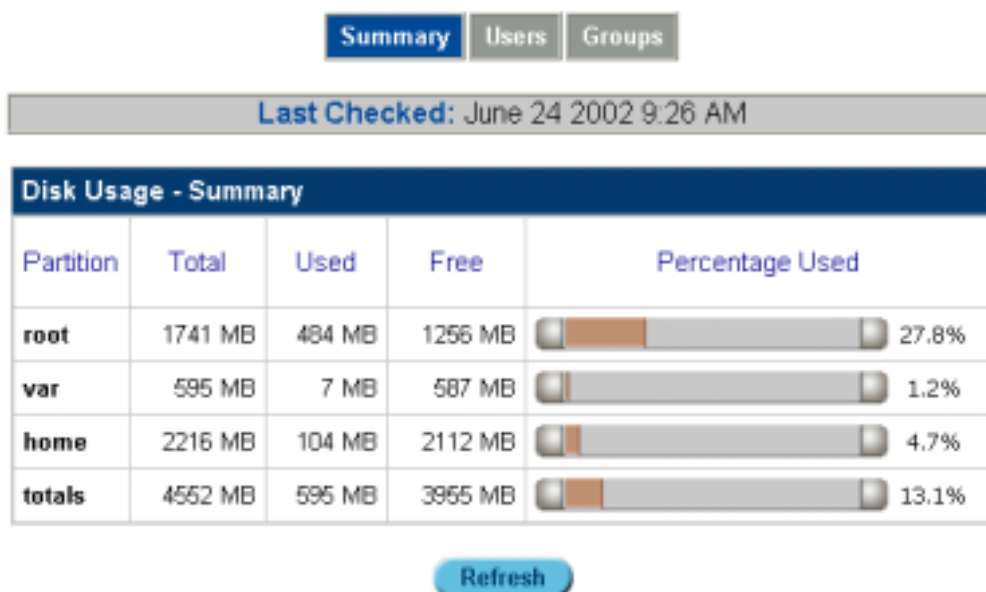 Summary Users Groups
Last Checked: June 24 2002 9:26 AM
Disk Usage - Summary
Partition Total Used Free Percentage Used
root 1741 MB 484 MB 1256 MB 27.8%
var 595 MB 7 MB 587 MB 1.2%
home 2216 MB 104 MB 2112 MB 4.7%
totals 4552 MB 595 MB 3955 MB 13.1%
Refresh